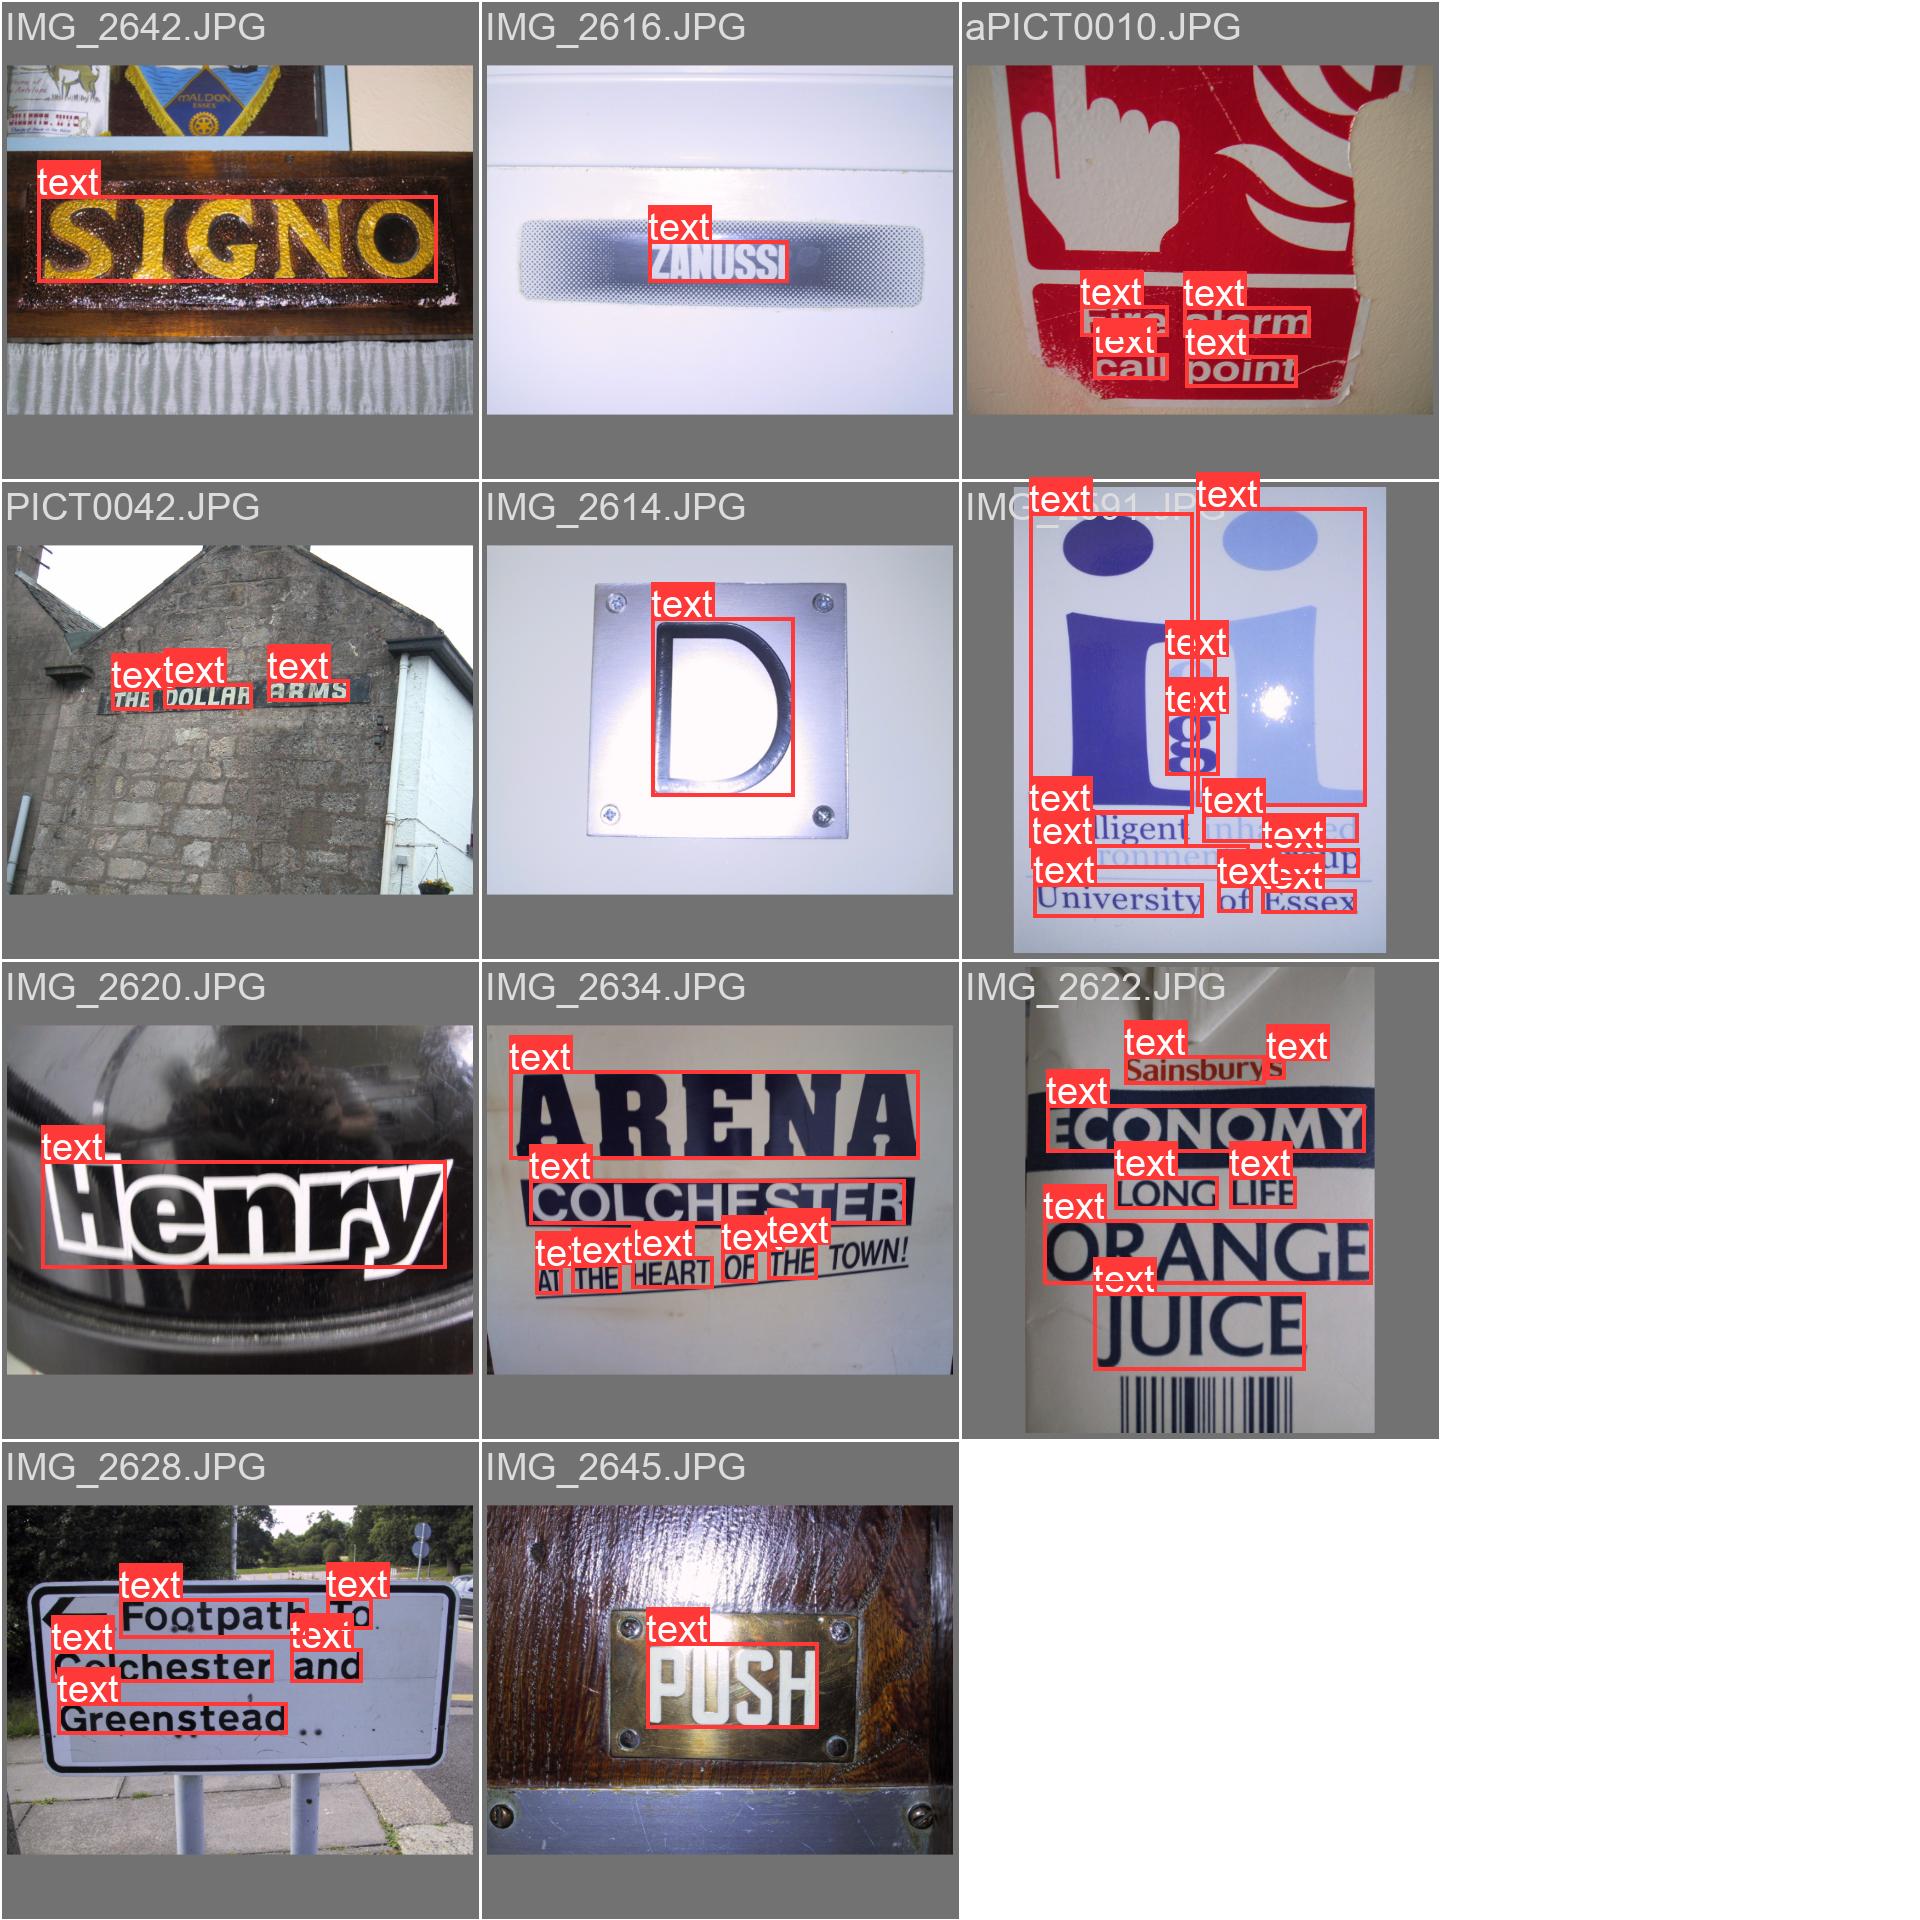 IMG_2642.JPG
MALDON
ESSEX
text
SIGNO
IMG_2616.JPG
text
ZANUSSI
aPICT0010.JPG
text text
Fire alarm
text text
call point
PICT0042.JPG
text text text
THE DOLLAR ARMS
IMG_2614.JPG
text
D
IMG_2591.JPG
text text
i i
text
g
text
g
text text
text lligent text
text text text
University of Essex
IMG_2620.JPG
text
Henry
IMG_2634.JPG
text
ARENA
text
COLCHESTER
text text text text text
AT THE HEART OF THE TOWN!
IMG_2622.JPG
text text
Sainsbury's
text
ECONOMY
text text
LONG LIFE
text
ORANGE
text
JUICE
IMG_2628.JPG
text text
Footpath To
text text
Colchester and
text
Greenstead
IMG_2645.JPG
text
PUSH